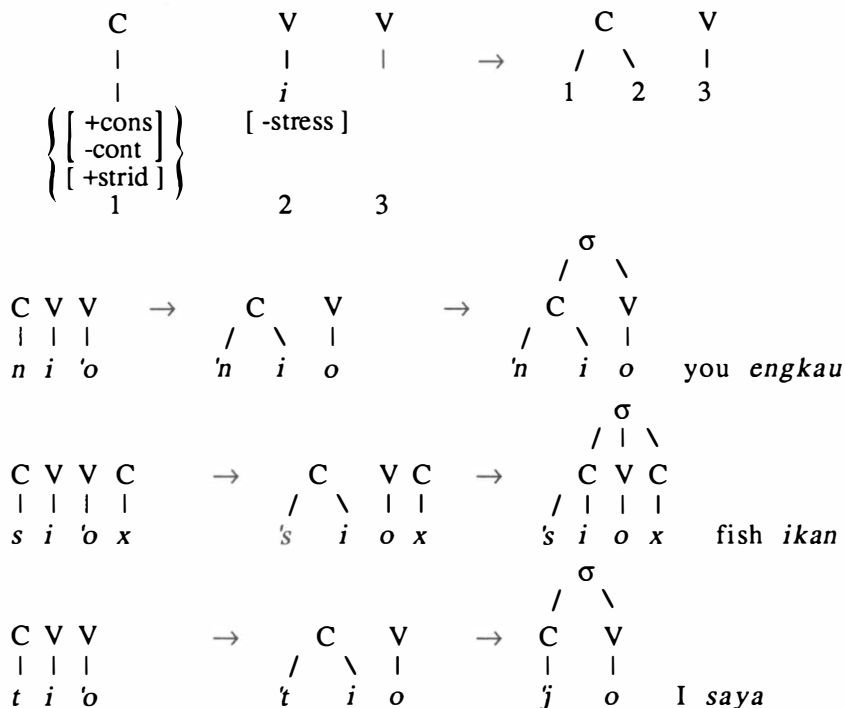 C V V → C V
i 1 2 3
[ +cons] [ -stress ]
-cont
[ +strid ]
1 2 3
σ
C V V → C V → C V
n i 'o 'n i o 'n i o you engkau
σ
C V V C → C V C → C V C
s i 'o x 's i o x 's i o x fish ikan
σ
C V V → C V → C V
t i 'o 't i o 'j o I saya